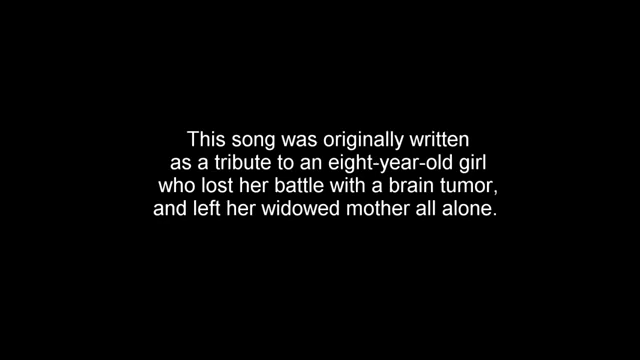 This song was originally written
as a tribute to an eight-year-old girl
who lost her battle with a brain tumor,
and left her widowed mother all alone.